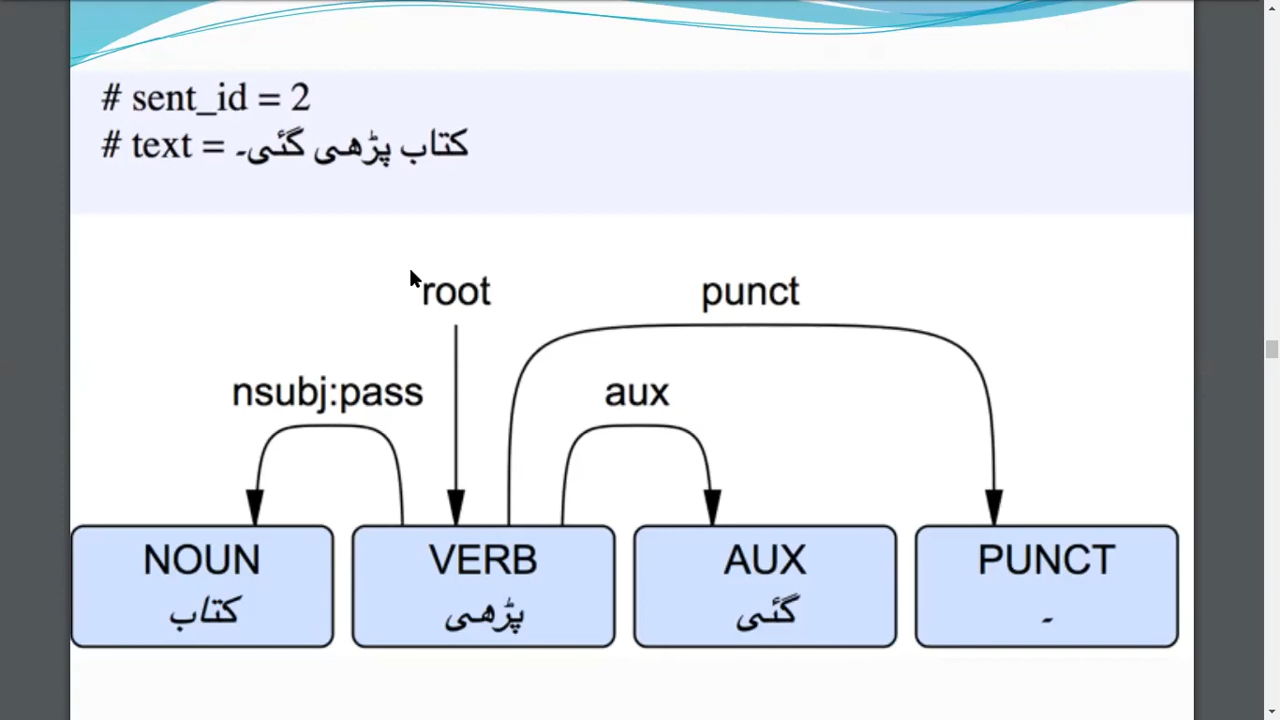 # sent_id = 2
# text = کتاب پڑھی گئی۔
root
punct
nsubj:pass
aux
NOUN
VERB
AUX
PUNCT
کتاب
پڑھی
گئی
۔